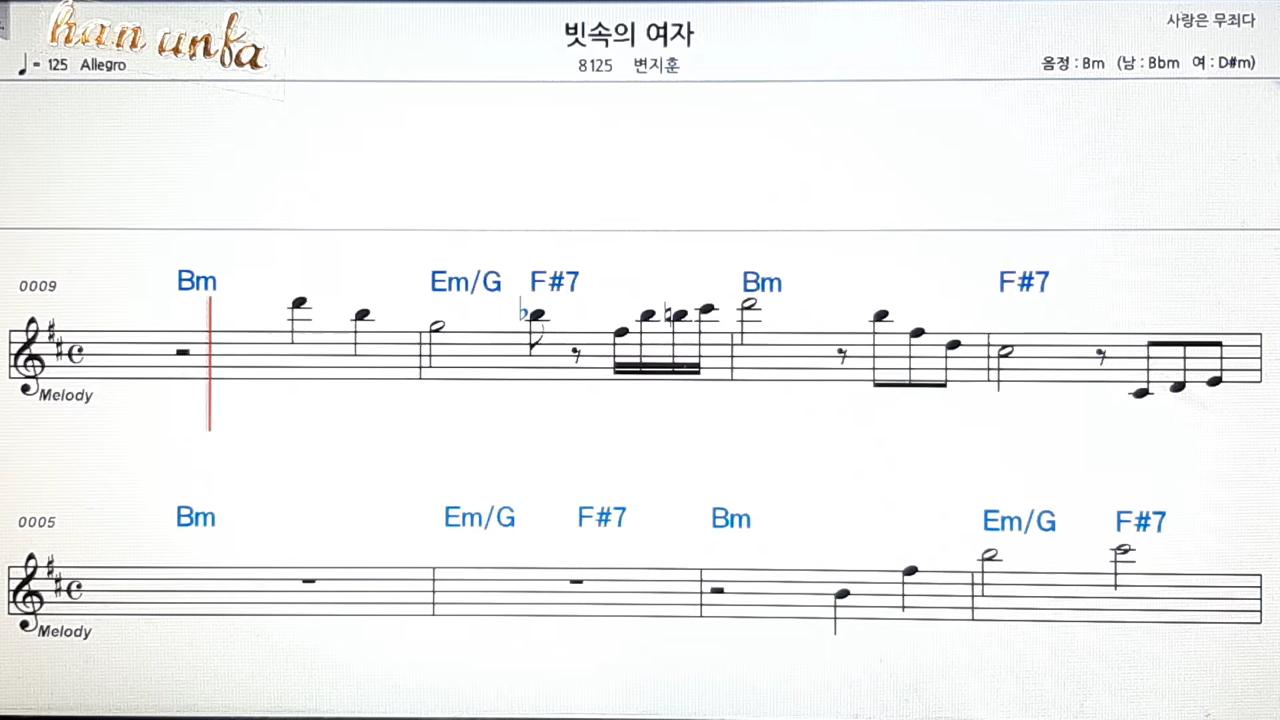 han unfa
빗속의 여자
사랑은 무죄다
♩= 125 Allegro
8125 변지훈
음정 : Bm (남 : Bbm 여 : D#m)
0009 Bm Em/G F#7 Bm F#7
Melody
0005 Bm Em/G F#7 Bm Em/G F#7
Melody